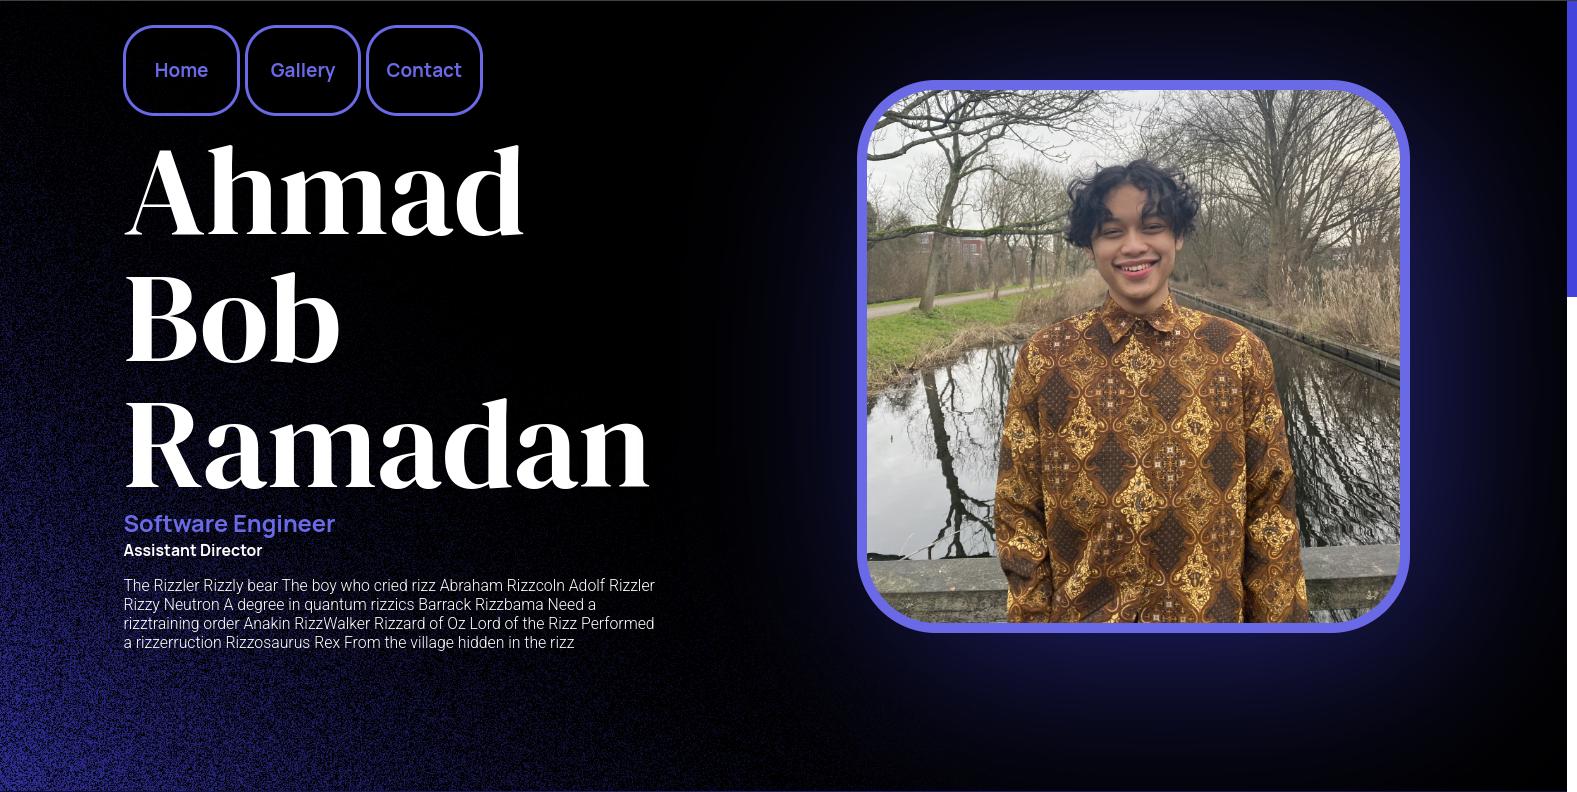 Home
Gallery
Contact
Ahmad
Bob
Ramadan
Software Engineer
Assistant Director
The Rizzler Rizzly bear The boy who cried rizz Abraham Rizzcoln Adolf Rizzler
Rizzy Neutron A degree in quantum rizzics Barrack Rizzbama Need a
rizztraining order Anakin RizzWalker Rizzard of Oz Lord of the Rizz Performed
a rizzerruction Rizzosaurus Rex From the village hidden in the rizz